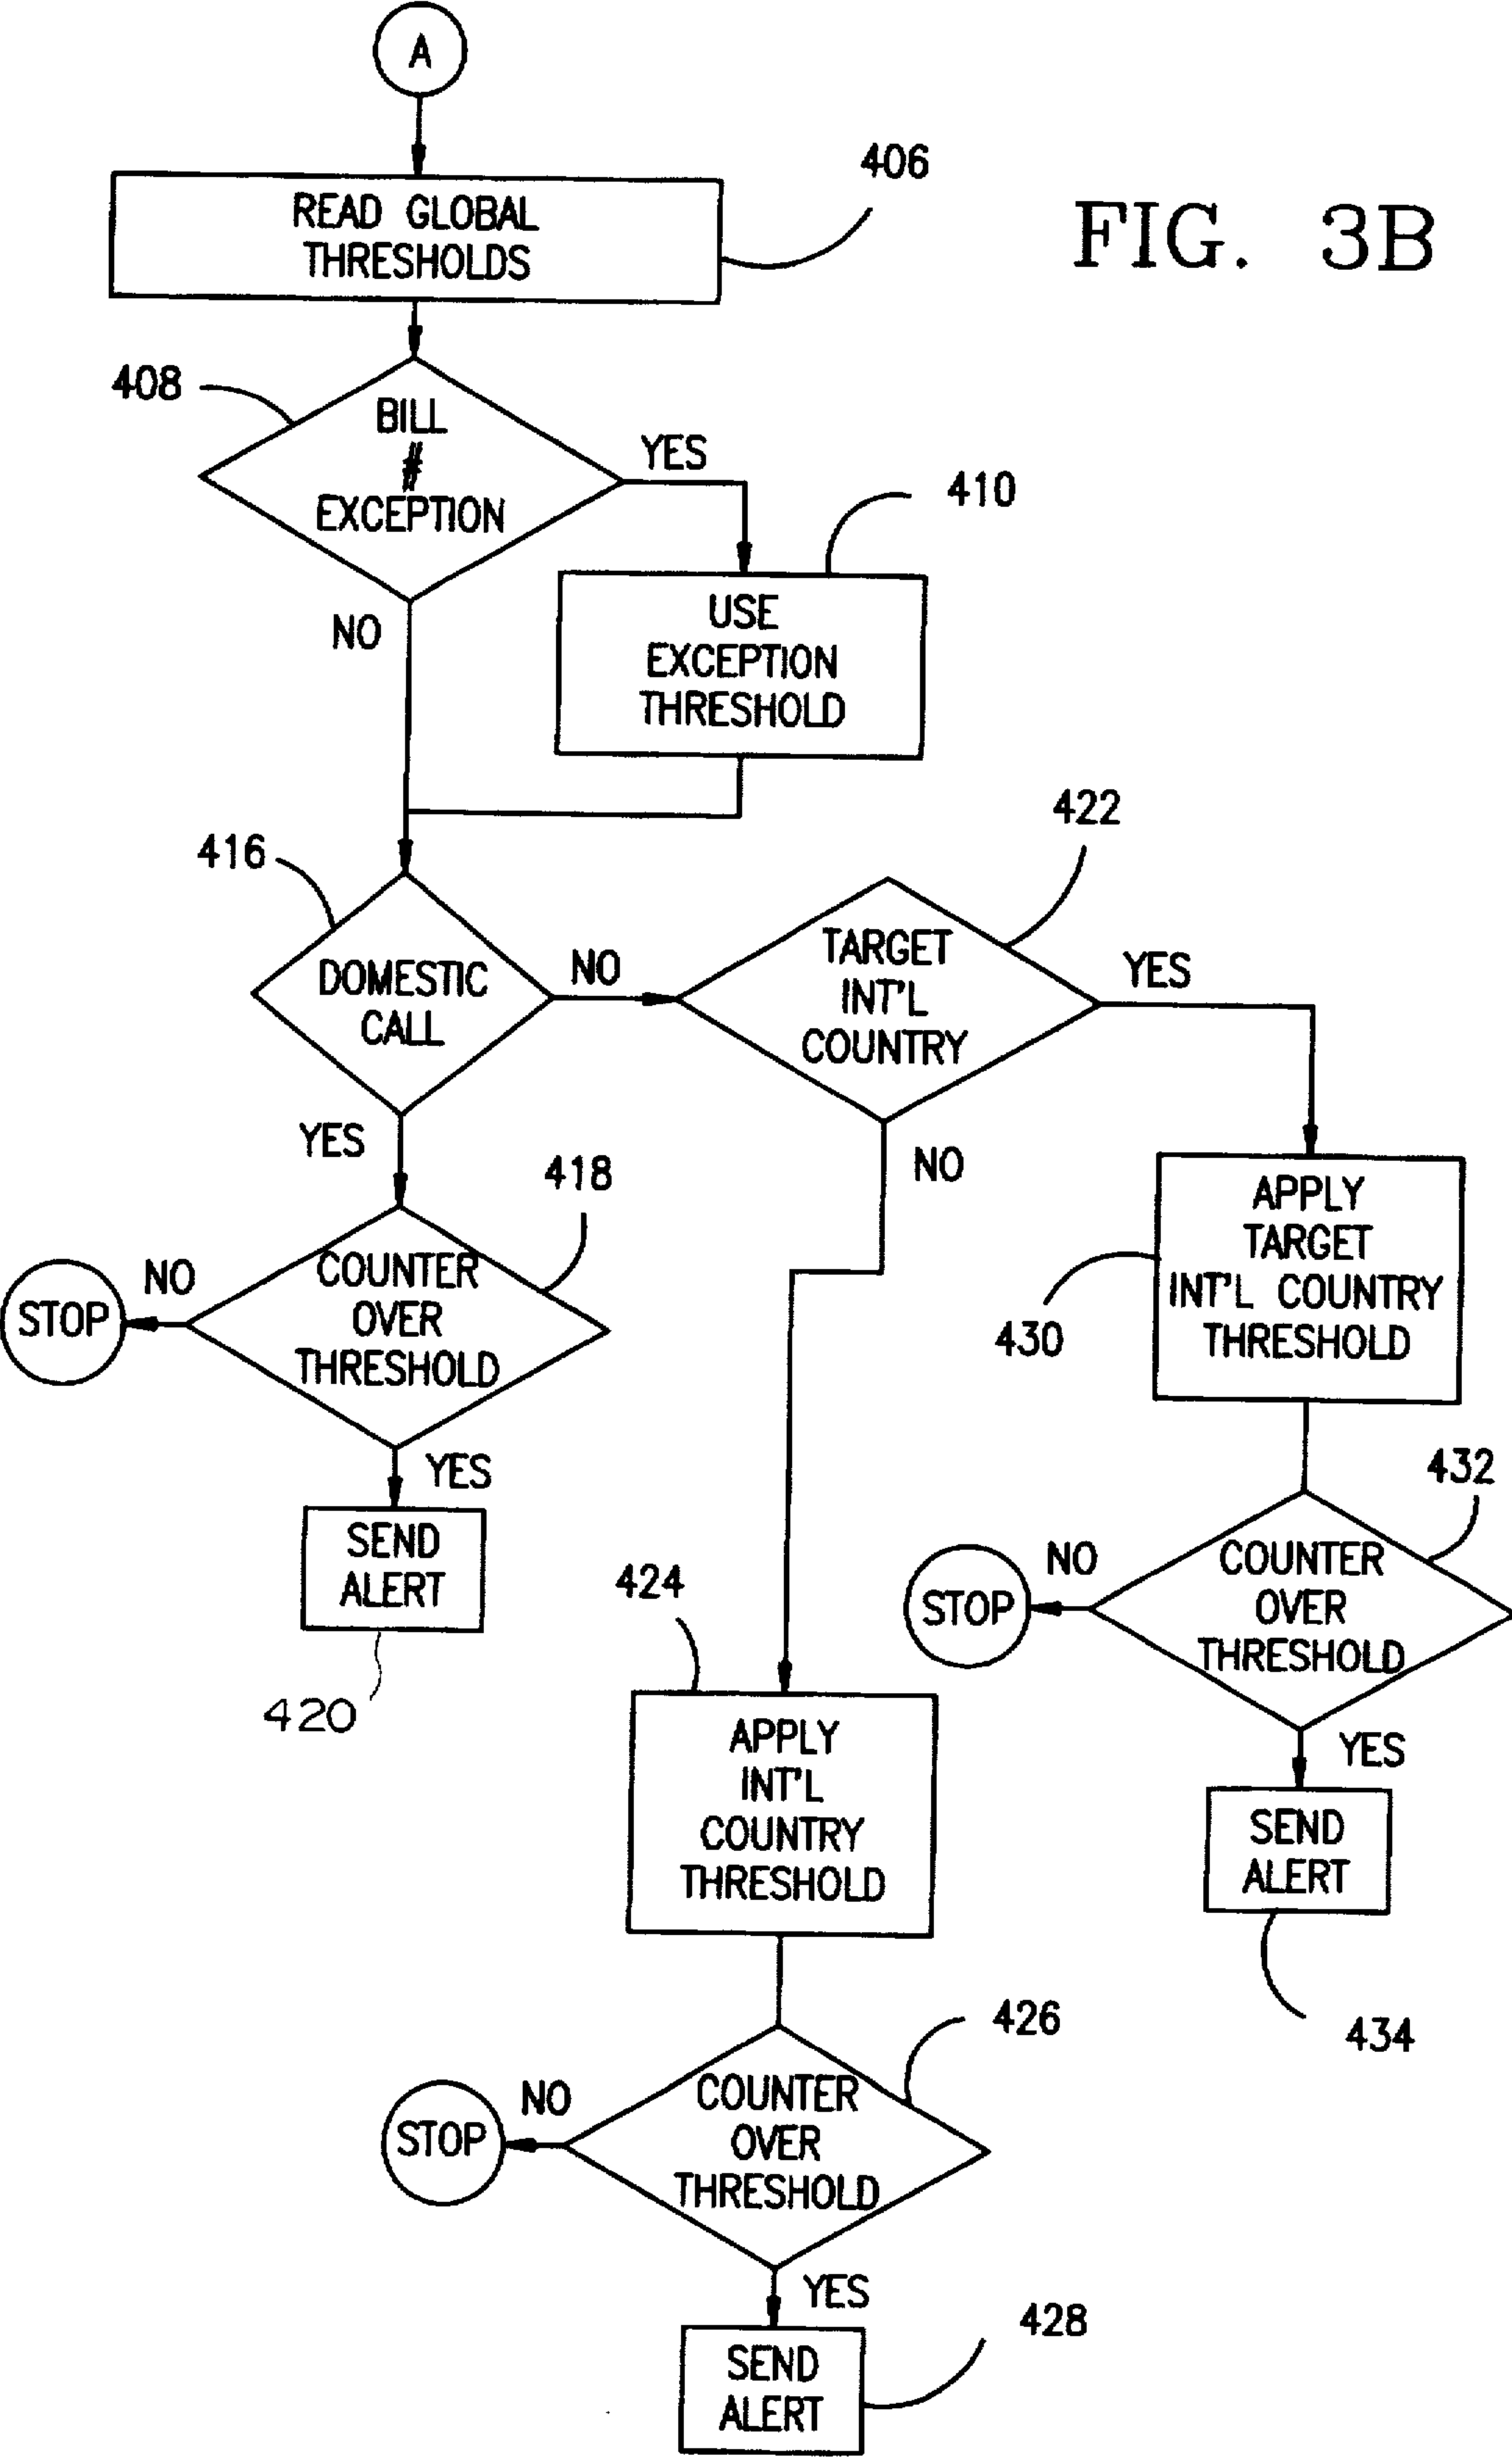 A
406
READ GLOBAL
THRESHOLDS
FIG. 3B
408
BILL
#
EXCEPTION
YES
410
USE
EXCEPTION
THRESHOLD
NO
422
416
DOMESTIC
CALL
NO
TARGET
INT'L
COUNTRY
YES
YES
418
NO
APPLY
TARGET
INT'L COUNTRY
THRESHOLD
430
STOP
NO
COUNTER
OVER
THRESHOLD
YES
432
SEND
ALERT
420
424
STOP
NO
COUNTER
OVER
THRESHOLD
YES
APPLY
INT'L
COUNTRY
THRESHOLD
SEND
ALERT
434
426
STOP
NO
COUNTER
OVER
THRESHOLD
YES
428
SEND
ALERT